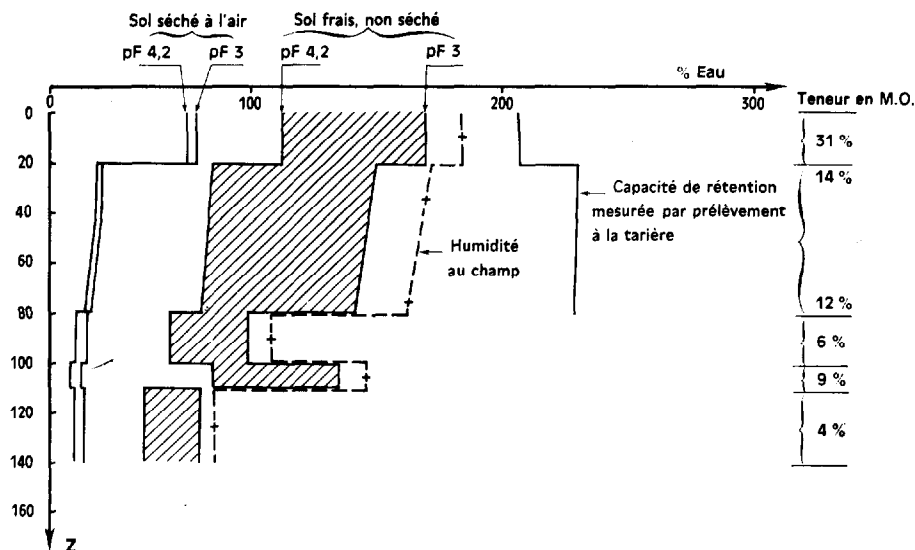 Sol séché à l'air
Sol frais, non séché
pF 4,2
pF 3
pF 4,2
pF 3
% Eau
0
100
200
300
Teneur en M.O.
0
20
40
60
80
100
120
140
160
Z
31 %
14 %
12 %
6 %
9 %
4 %
Capacité de rétention
mesurée par prélèvement
à la tarière
Humidité
au champ